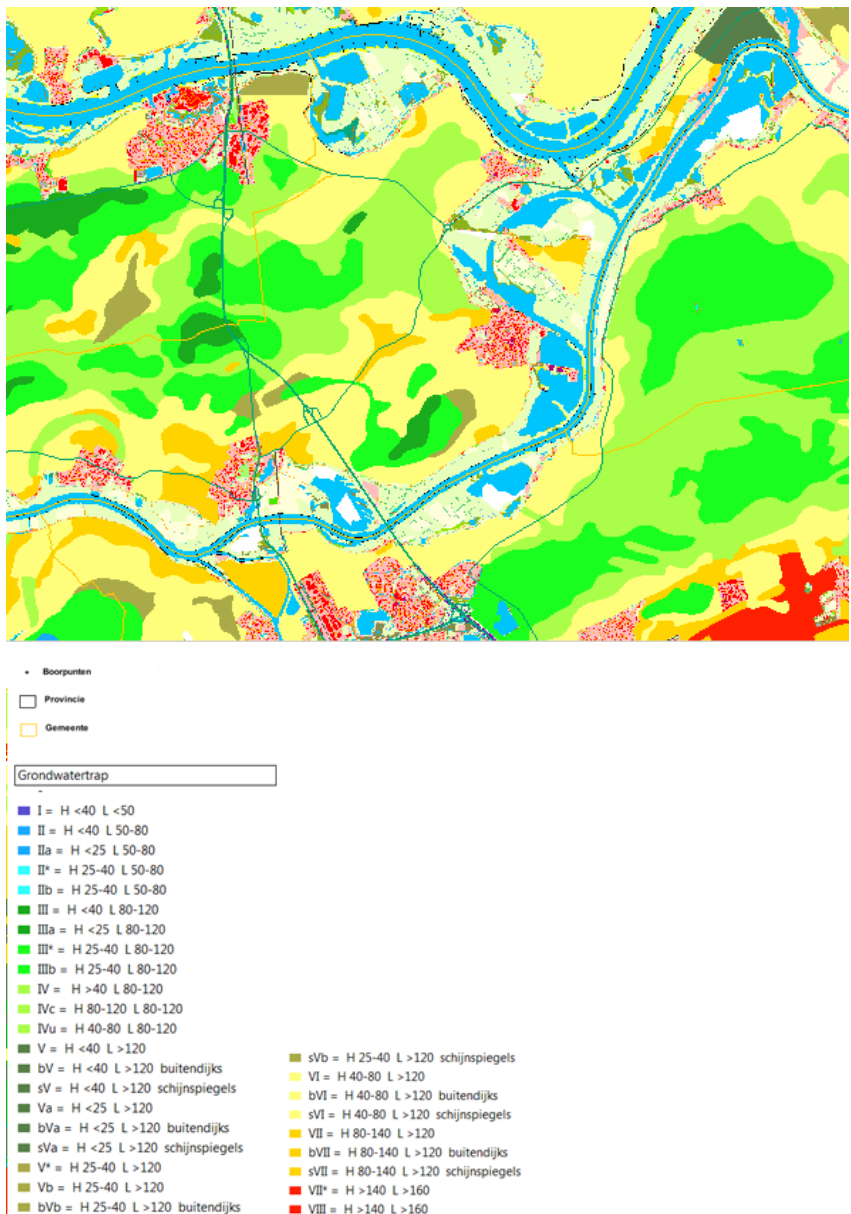 Boorpunten
Provincie
Gemeente
Grondwatertrap
-
I = H <40 L <50
II = H <40 L 50-80
IIa = H <25 L 50-80
II* = H 25-40 L 50-80
IIb = H 25-40 L 50-80
III = H <40 L 80-120
IIIa = H <25 L 80-120
III* = H 25-40 L 80-120
IIIb = H 25-40 L 80-120
IV = H >40 L 80-120
IVc = H 80-120 L 80-120
IVu = H 40-80 L 80-120
V = H <40 L >120
bV = H <40 L >120 buitendijks
sV = H <40 L >120 schijnspiegels
Va = H <25 L >120
bVa = H <25 L >120 buitendijks
sVa = H <25 L >120 schijnspiegels
V* = H 25-40 L >120
Vb = H 25-40 L >120
bVb = H 25-40 L >120 buitendijks
sVb = H 25-40 L >120 schijnspiegels
VI = H 40-80 L >120
bVI = H 40-80 L >120 buitendijks
sVI = H 40-80 L >120 schijnspiegels
VII = H 80-140 L >120
bVII = H 80-140 L >120 buitendijks
sVII = H 80-140 L >120 schijnspiegels
VII* = H >140 L >160
VIII = H >140 L >160